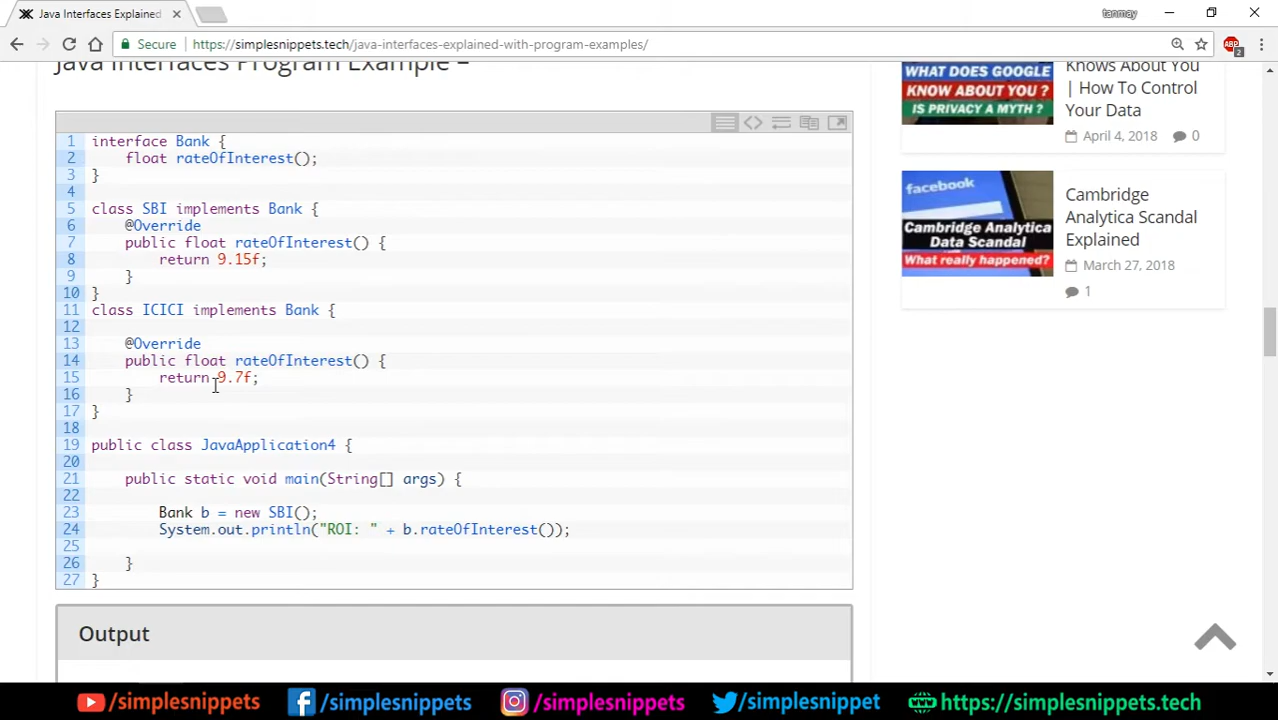 Java Interfaces Explained
tanmay
Secure
https://simplesnippets.tech/java-interfaces-explained-with-program-examples/
ABP
2
Java Interfaces Program Example –
1 interface Bank {
2 float rateOfInterest();
3 }
4
5 class SBI implements Bank {
6 @Override
7 public float rateOfInterest() {
8 return 9.15f;
9 }
10 }
11 class ICICI implements Bank {
12
13 @Override
14 public float rateOfInterest() {
15 return 9.7f;
16 }
17 }
18
19 public class JavaApplication4 {
20
21 public static void main(String[] args) {
22
23 Bank b = new SBI();
24 System.out.println("ROI: " + b.rateOfInterest());
25
26 }
27 }
Output
WHAT DOES GOOGLE
KNOW ABOUT YOU ?
IS PRIVACY A MYTH ?
Knows About You
| How To Control
Your Data
April 4, 2018 0
facebook
Cambridge Analytica
Data Scandal
What really happened?
Cambridge
Analytica Scandal
Explained
March 27, 2018
1
/simplesnippets /simplesnippets /simplesnippets /simplesnippets https://simplesnippets.tech